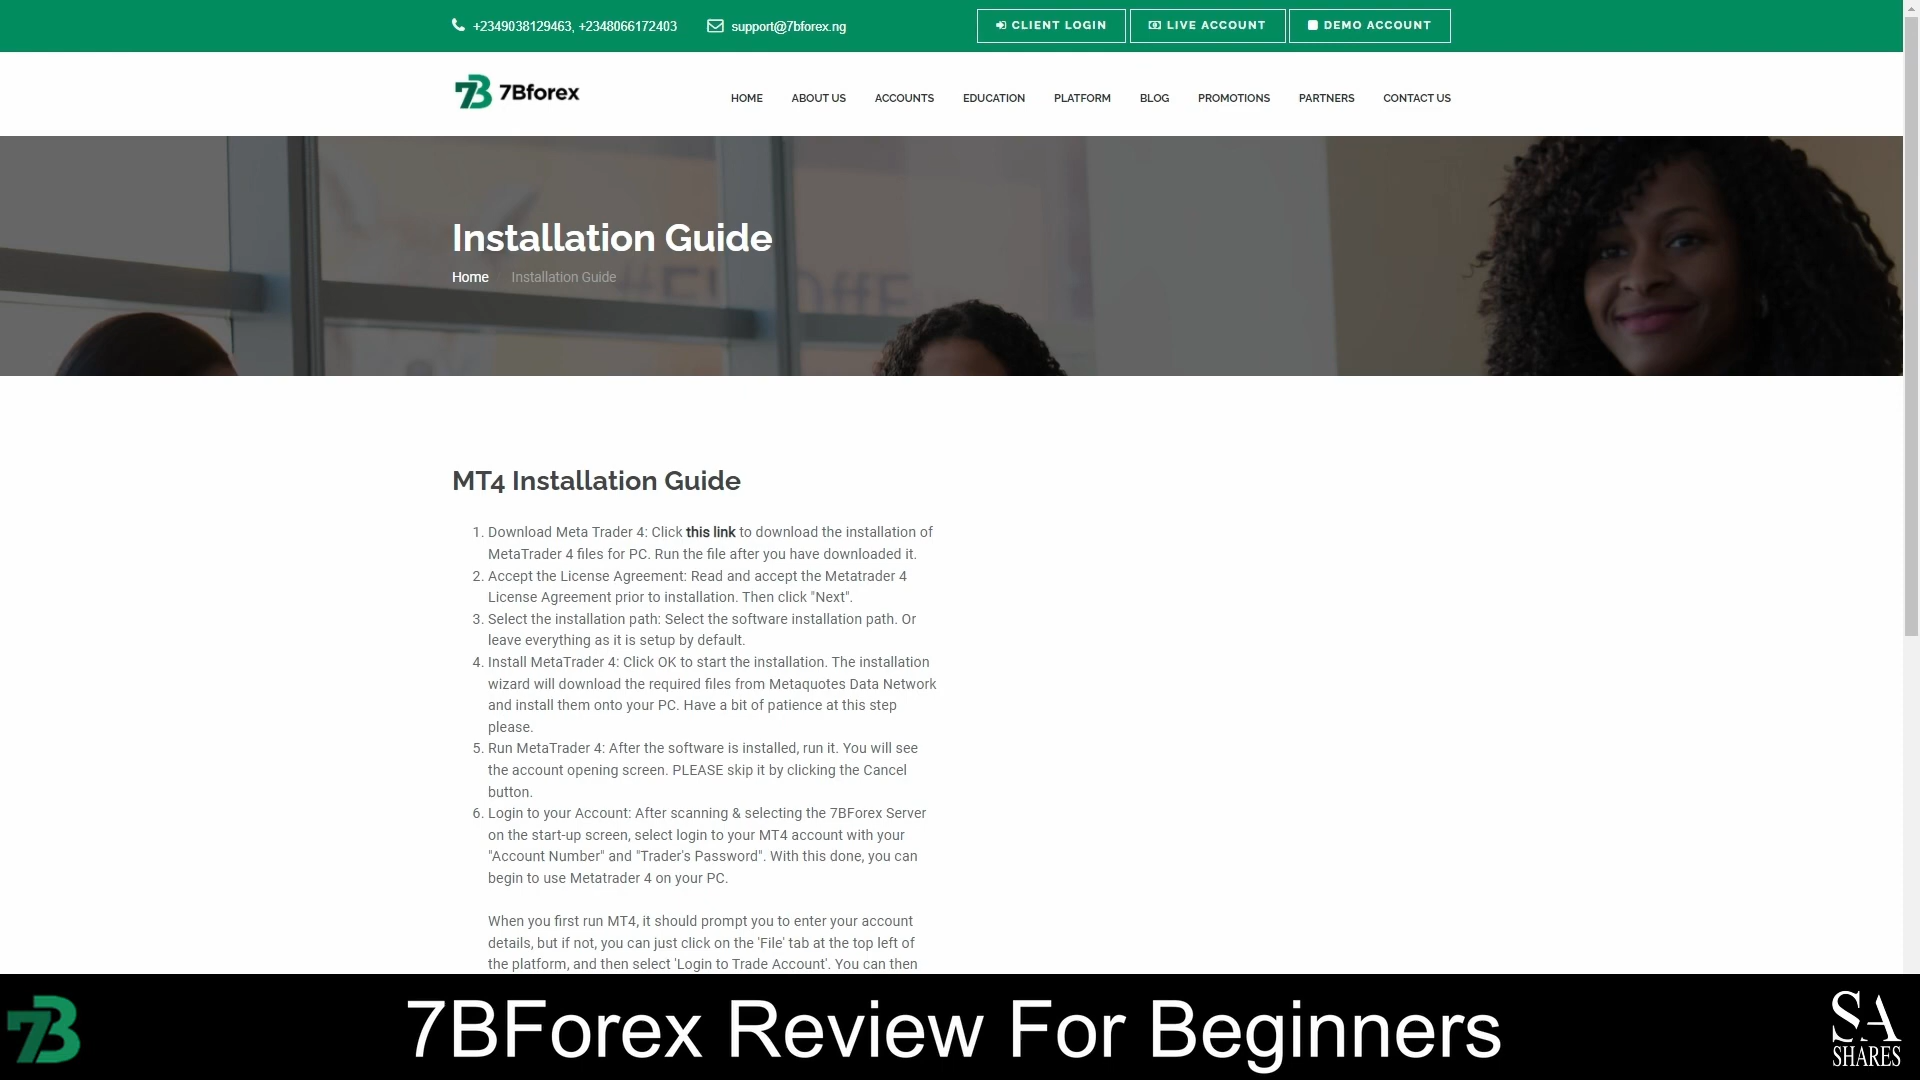 +2349038129463, +2348066172403
support@7bforex.ng
CLIENT LOGIN
LIVE ACCOUNT
DEMO ACCOUNT
7B 7Bforex
HOME ABOUT US ACCOUNTS EDUCATION PLATFORM BLOG PROMOTIONS PARTNERS CONTACT US
Installation Guide
Home Installation Guide
MT4 Installation Guide
1. Download Meta Trader 4: Click this link to download the installation of
MetaTrader 4 files for PC. Run the file after you have downloaded it.
2. Accept the License Agreement: Read and accept the Metatrader 4
License Agreement prior to installation. Then click "Next".
3. Select the installation path: Select the software installation path. Or
leave everything as it is setup by default.
4. Install MetaTrader 4: Click OK to start the installation. The installation
wizard will download the required files from Metaquotes Data Network
and install them onto your PC. Have a bit of patience at this step
please.
5. Run MetaTrader 4: After the software is installed, run it. You will see
the account opening screen. PLEASE skip it by clicking the Cancel
button.
6. Login to your Account: After scanning & selecting the 7BForex Server
on the start-up screen, select login to your MT4 account with your
"Account Number" and "Trader's Password". With this done, you can
begin to use Metatrader 4 on your PC.
When you first run MT4, it should prompt you to enter your account
details, but if not, you can just click on the 'File' tab at the top left of
the platform, and then select 'Login to Trade Account'. You can then
7B
7BForex Review For Beginners
SA
SHARES